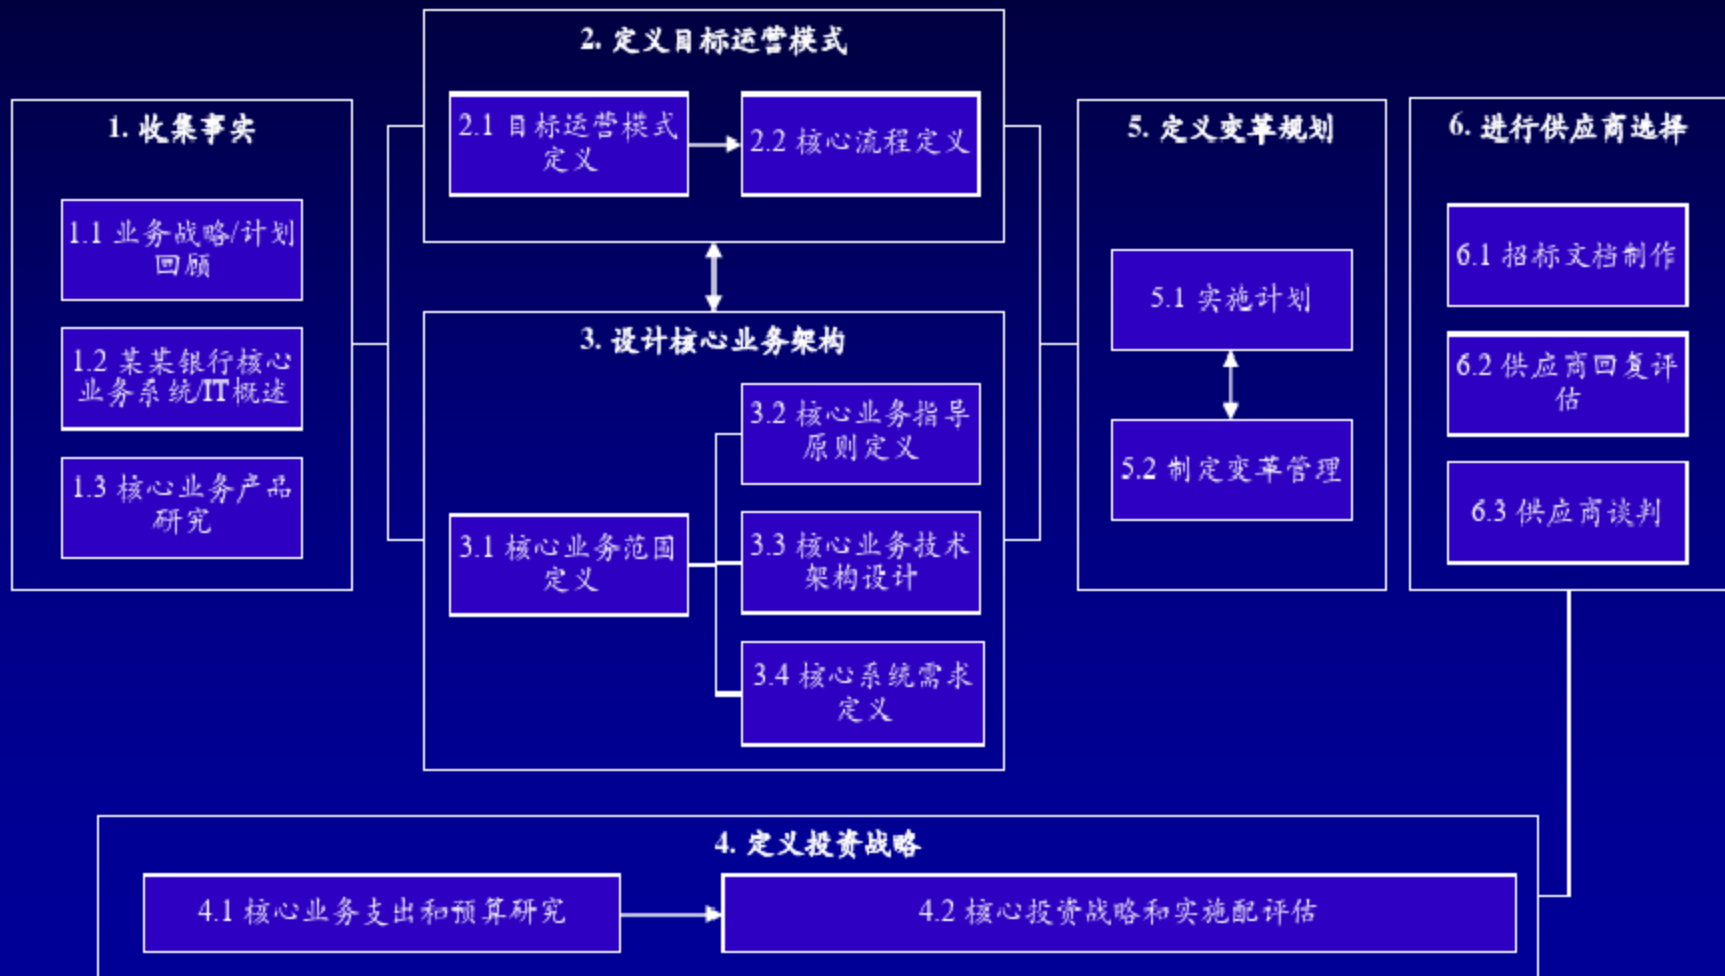 1. 收集事实
1.1 业务战略/计划
回顾
1.2 某某银行核心
业务系统/IT概述
1.3 核心业务产品
研究
2. 定义目标运营模式
2.1 目标运营模式
定义
2.2 核心流程定义
3. 设计核心业务架构
3.1 核心业务范围
定义
3.2 核心业务指导
原则定义
3.3 核心业务技术
架构设计
3.4 核心系统需求
定义
5. 定义变革规划
5.1 实施计划
5.2 制定变革管理
6. 进行供应商选择
6.1 招标文档制作
6.2 供应商回复评
估
6.3 供应商谈判
4. 定义投资战略
4.1 核心业务支出和预算研究
4.2 核心投资战略和实施配评估